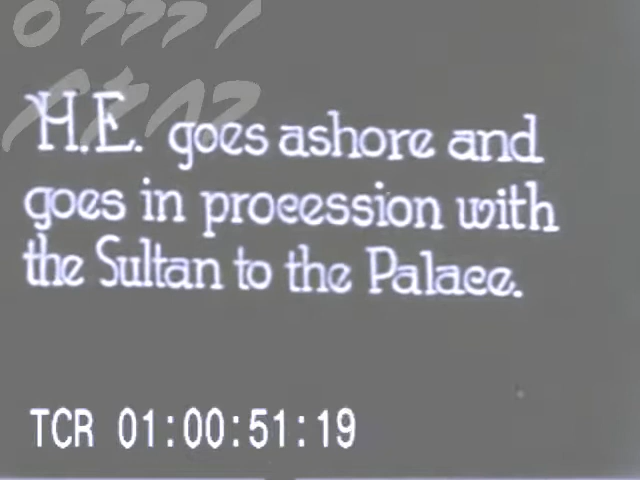 H.E. goes ashore and
goes in procession with
the Sultan to the Palace.
TCR 01:00:51:19